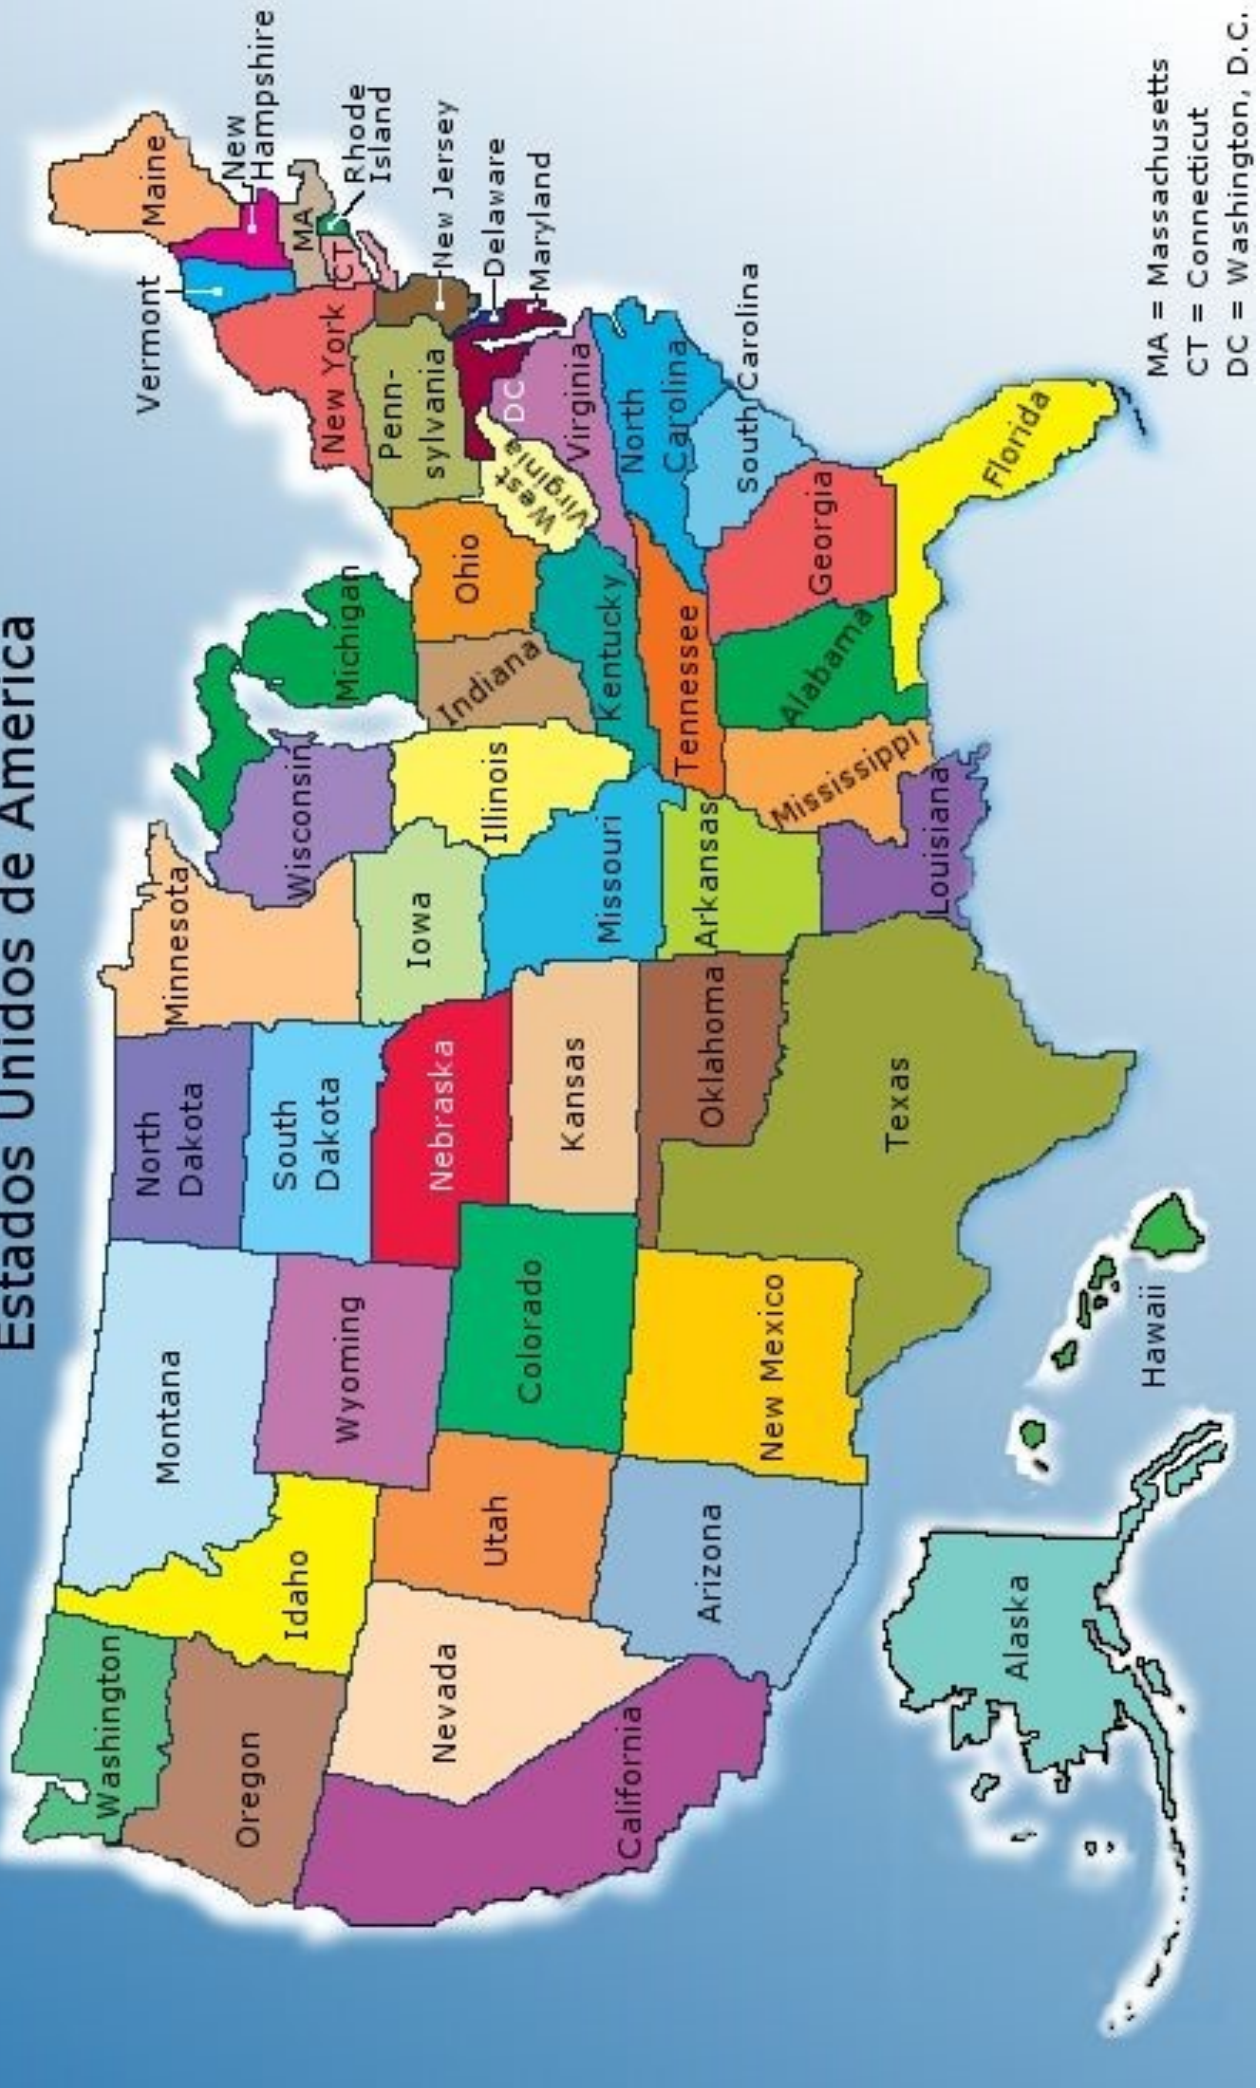 Estados Unidos de America
Washington
Oregon
California
Nevada
Idaho
Montana
Wyoming
Utah
Arizona
Colorado
New Mexico
North
Dakota
South
Dakota
Nebraska
Kansas
Oklahoma
Texas
Minnesota
Iowa
Missouri
Arkansas
Louisiana
Wisconsin
Illinois
Michigan
Indiana
Ohio
Kentucky
Tennessee
Mississippi
Alabama
Georgia
Florida
South Carolina
North
Carolina
Virginia
West
Virginia
DC
Maryland
Delaware
New Jersey
Penn-
sylvania
New York
CT
Rhode
Island
MA
Vermont
New
Hampshire
Maine
Alaska
Hawaii
MA = Massachusetts
CT = Connecticut
DC = Washington, D.C.